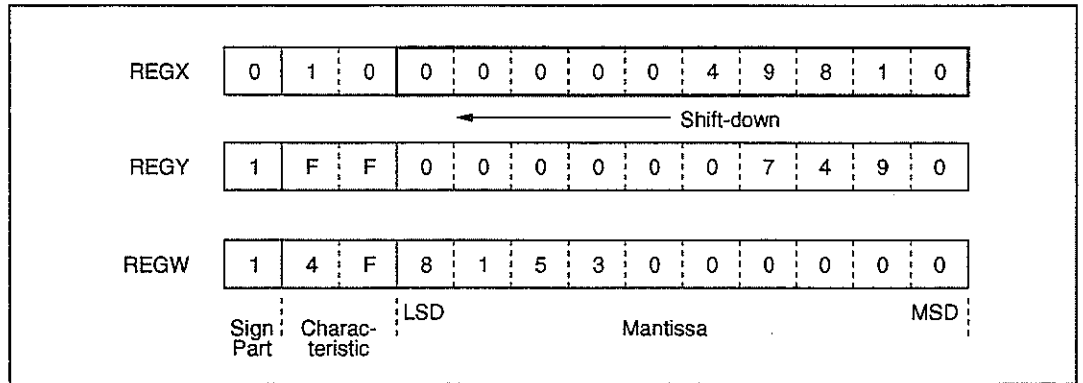 REGX 0 1 0 0 0 0 0 0 4 9 8 1 0
Shift-down
REGY 1 F F 0 0 0 0 0 0 7 4 9 0
REGW 1 4 F 8 1 5 3 0 0 0 0 0 0
LSD MSD
Sign Charac- Mantissa
Part teristic